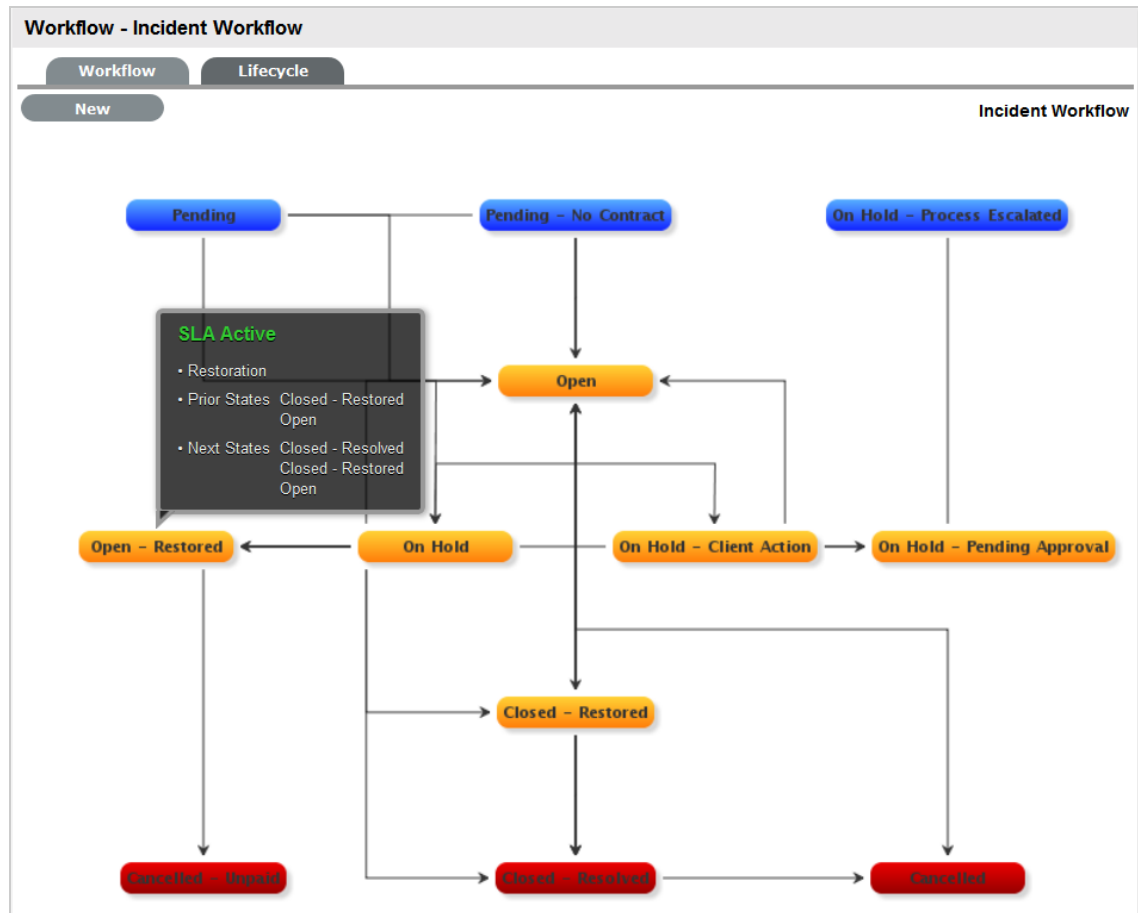 Workflow - Incident Workflow
Workflow Lifecycle
New
Incident Workflow
Pending Pending - No Contract On Hold - Process Escalated
SLA Active
• Restoration
• Prior States Closed - Restored
Open
• Next States Closed - Resolved
Closed - Restored
Open
Open
Open - Restored On Hold On Hold - Client Action On Hold - Pending Approval
Closed - Restored
Cancelled - Unpaid Closed - Resolved Cancelled